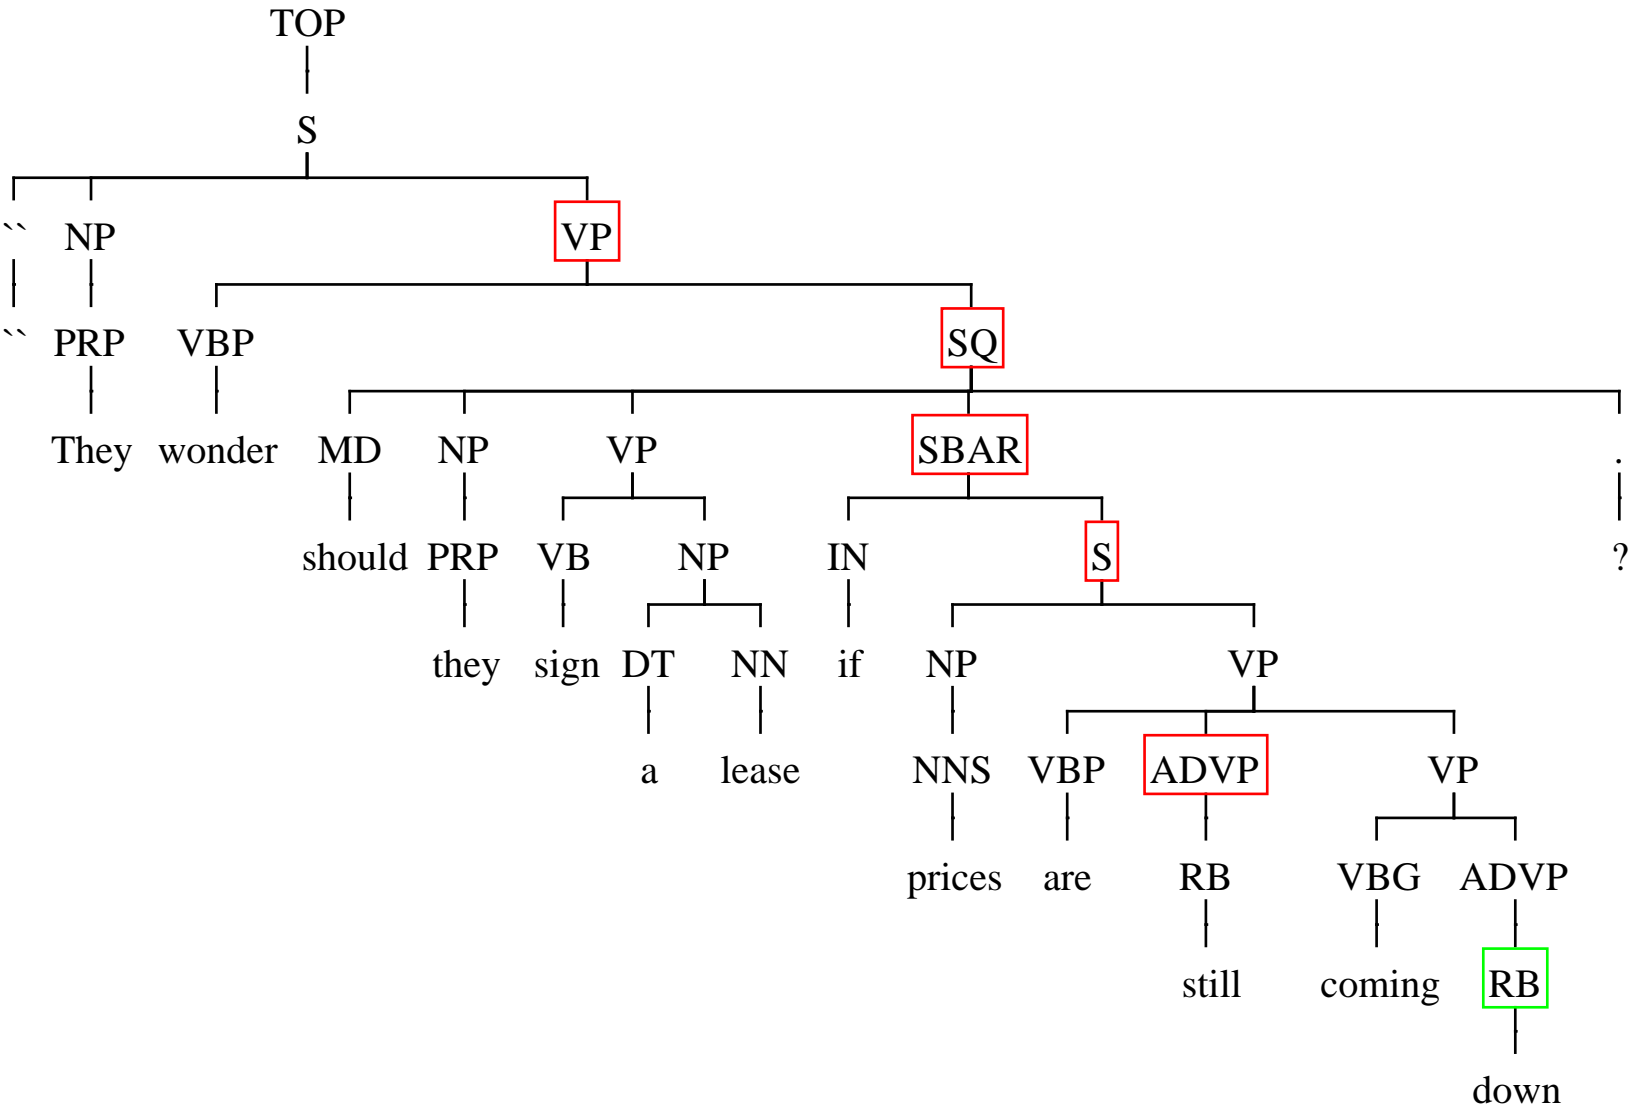 TOP
S
`` NP VP
`` PRP VBP SQ
They wonder MD NP VP SBAR .
should PRP VB NP IN S ?
they sign DT NN if NP VP
a lease NNS VBP ADVP VP
prices are RB VBG ADVP
still coming RB
down